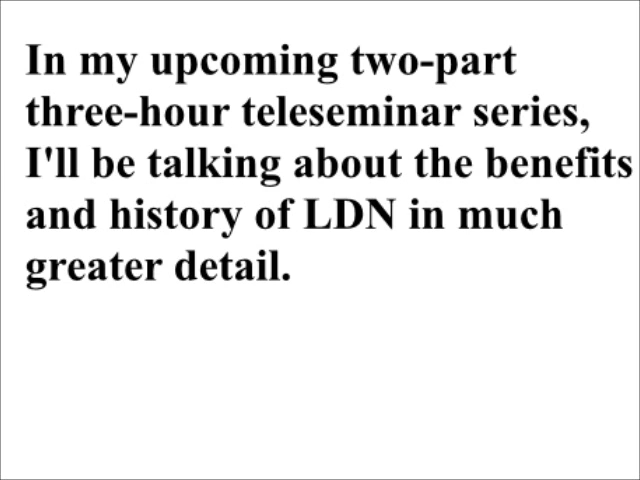 In my upcoming two-part
three-hour teleseminar series,
I'll be talking about the benefits
and history of LDN in much
greater detail.